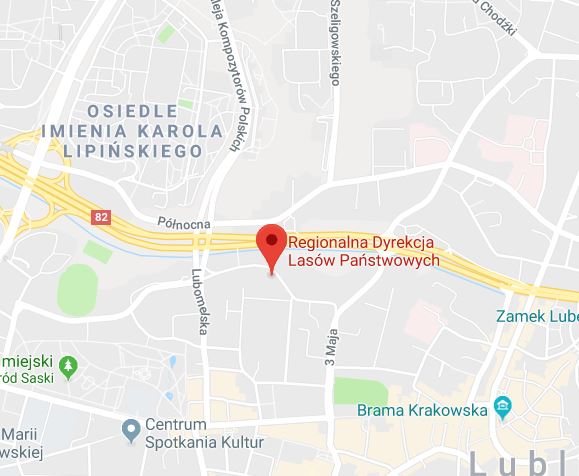 Chodźki
Szeligowskiego
Kompozytorów Polskich
OSIEDLE
IMIENIA KAROLA
LIPIŃSKIEGO
82
Północna
Regionalna Dyrekcja
Lasów Państwowych
Lubomelska
Zamek Lube
3 Maja
miejski
ród Saski
Brama Krakowska
Centrum
Spotkania Kultur
Marii
wskiej
Lubl